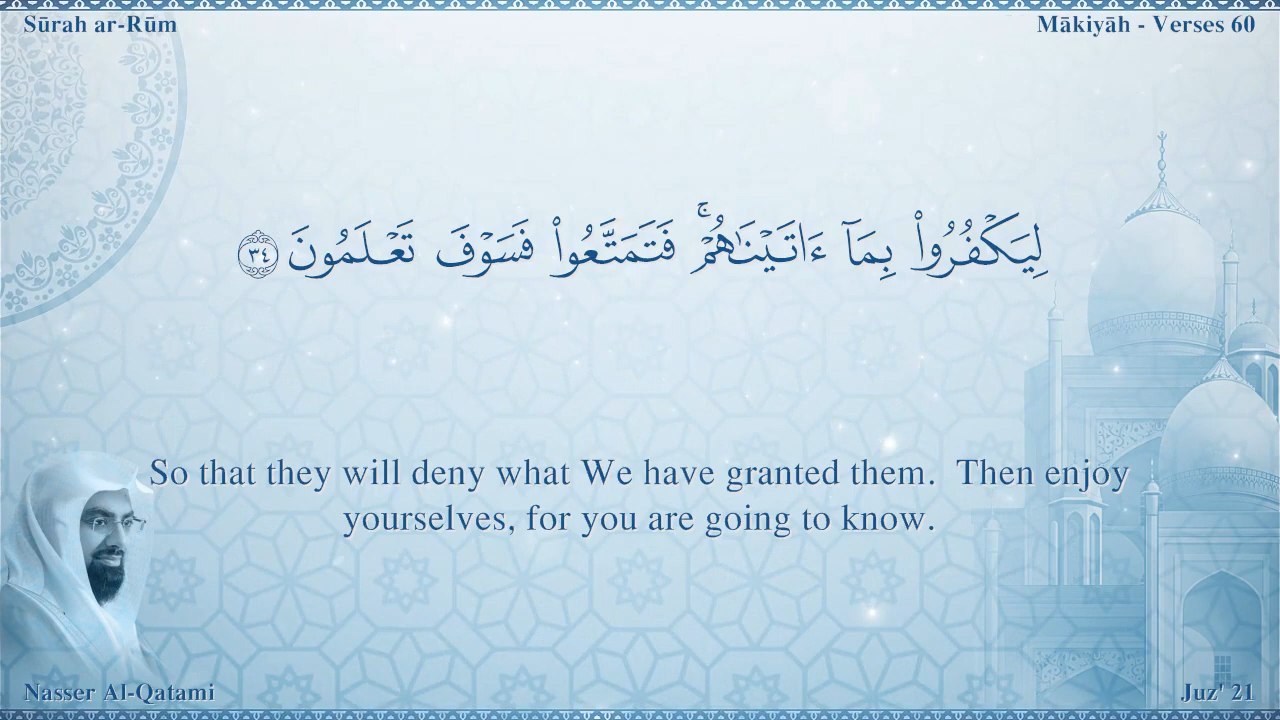 Sūrah ar-Rūm
Mākiyāh - Verses 60
لِيَكْفُرُوا۟ بِمَآ ءَاتَيْنَـٰهُمْ ۚ فَتَمَتَّعُوا۟ فَسَوْفَ تَعْلَمُونَ ٣٤
So that they will deny what We have granted them.  Then enjoy
yourselves, for you are going to know.
Nasser Al-Qatami
Juz' 21